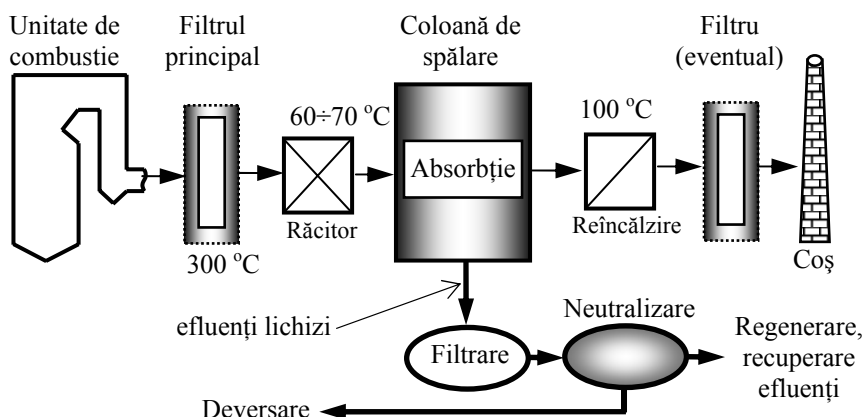 Unitate de
combustie
Filtrul
principal
Coloană de
spălare
Filtru
(eventual)
60÷70 °C
100 °C
Absorbție
Răcitor
Reîncălzire
300 °C
Coş
efluenți lichizi
Neutralizare
Filtrare
Regenerare,
recuperare
efluenți
Deversare